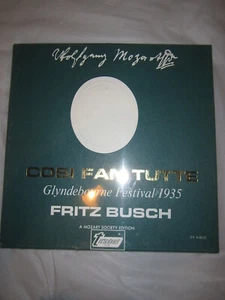 Wolfgang Mozart
COSI FAN TUTTE
Glyndebourne Festival/1935
FRITZ BUSCH
A MOZART SOCIETY EDITION